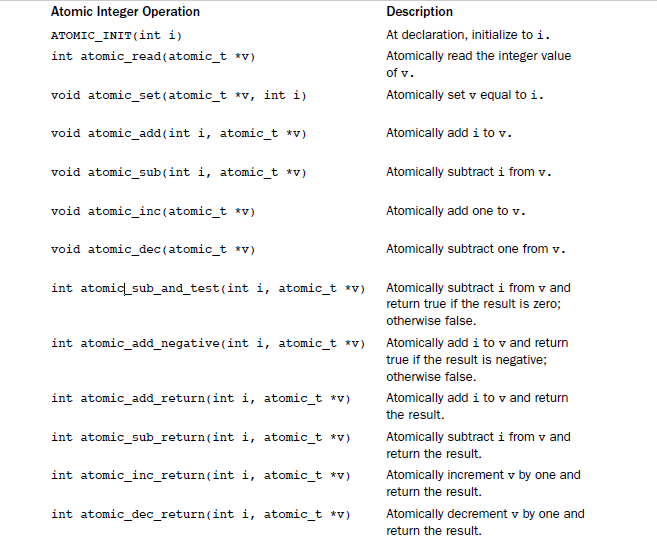 Atomic Integer Operation Description
ATOMIC_INIT(int i) At declaration, initialize to i.
int atomic_read(atomic_t *v) Atomically read the integer value
of v.
void atomic_set(atomic_t *v, int i) Atomically set v equal to i.
void atomic_add(int i, atomic_t *v) Atomically add i to v.
void atomic_sub(int i, atomic_t *v) Atomically subtract i from v.
void atomic_inc(atomic_t *v) Atomically add one to v.
void atomic_dec(atomic_t *v) Atomically subtract one from v.
int atomic_sub_and_test(int i, atomic_t *v) Atomically subtract i from v and
return true if the result is zero;
otherwise false.
int atomic_add_negative(int i, atomic_t *v) Atomically add i to v and return
true if the result is negative;
otherwise false.
int atomic_add_return(int i, atomic_t *v) Atomically add i to v and return
the result.
int atomic_sub_return(int i, atomic_t *v) Atomically subtract i from v and
return the result.
int atomic_inc_return(int i, atomic_t *v) Atomically increment v by one and
return the result.
int atomic_dec_return(int i, atomic_t *v) Atomically decrement v by one and
return the result.